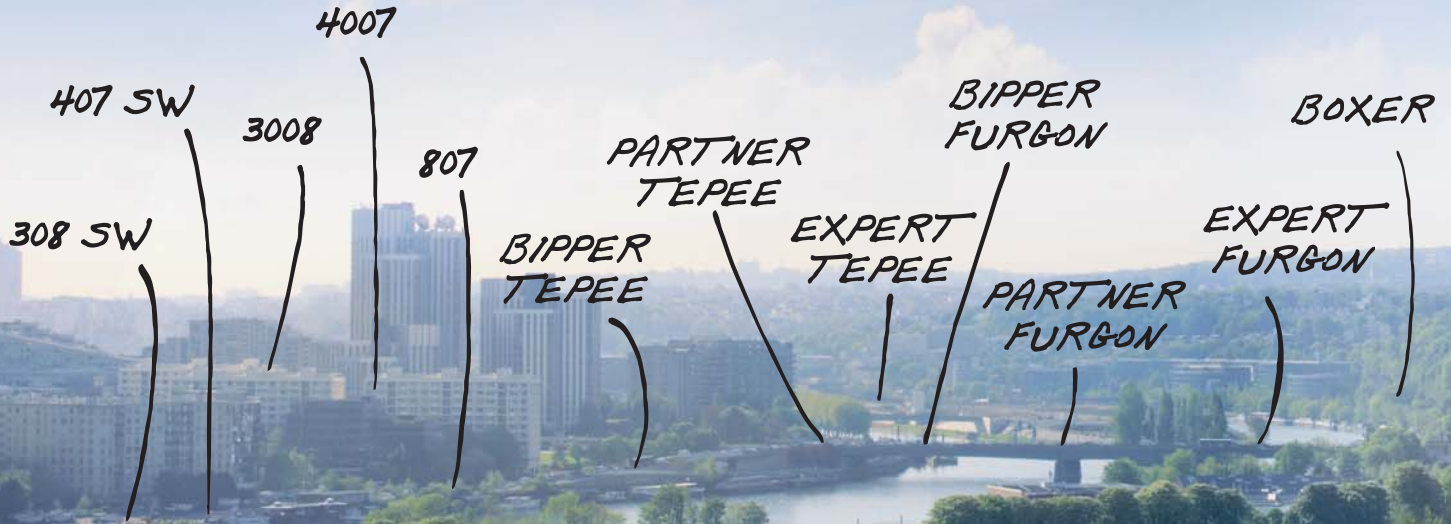 4007
407 SW
3008
807
308 SW
BIPPER
TEPEE
PARTNER
TEPEE
EXPERT
TEPEE
BIPPER
FURGON
PARTNER
FURGON
EXPERT
FURGON
BOXER